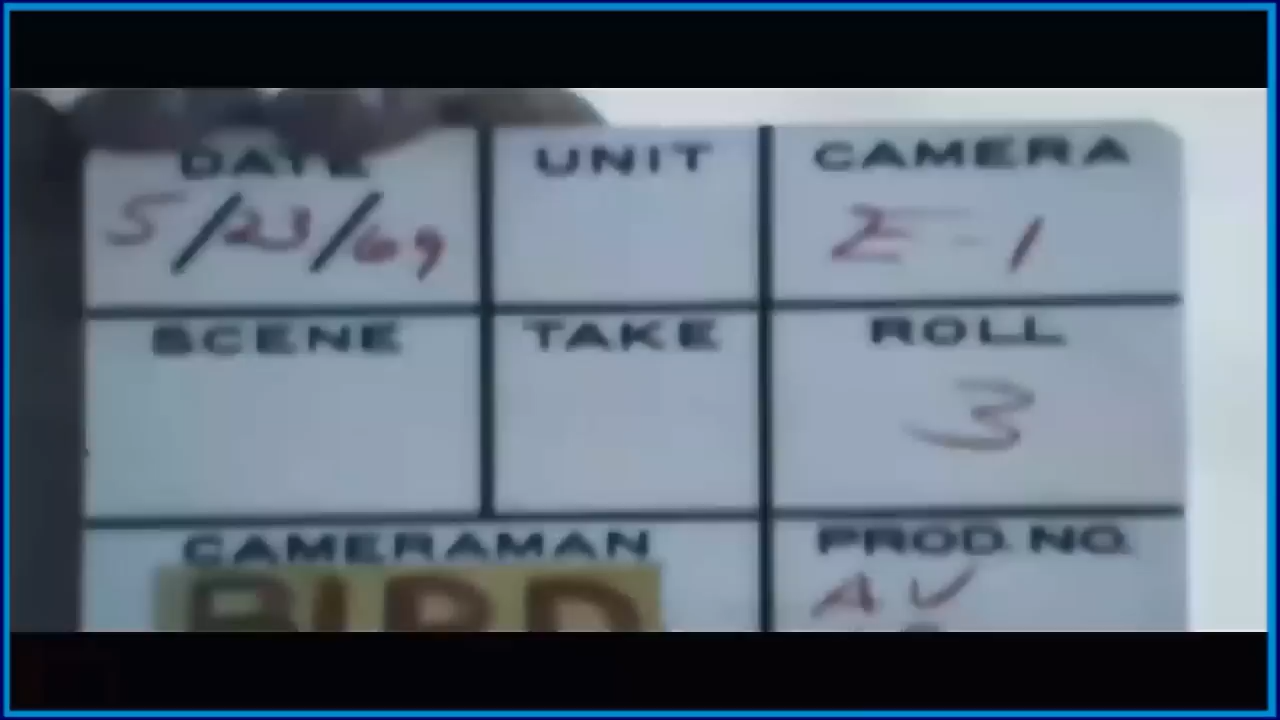 DATE UNIT CAMERA
5/23/69 E-1
SCENE TAKE ROLL
3
CAMERAMAN PROD. NO.
BIRD AV